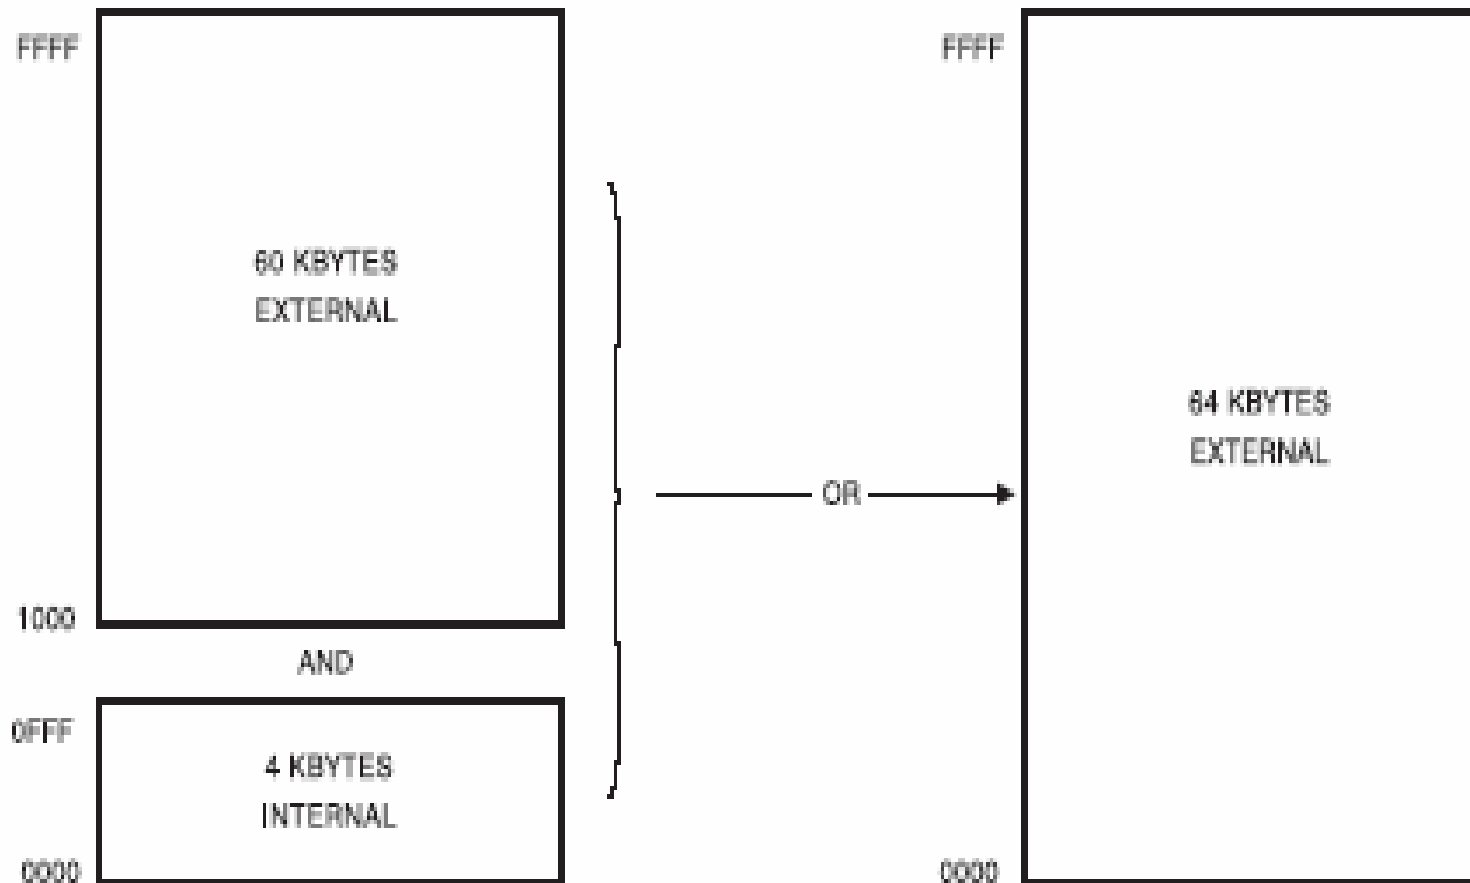 FFFF
60 KBYTES
EXTERNAL
1000
AND
0FFF
4 KBYTES
INTERNAL
0000
OR
FFFF
64 KBYTES
EXTERNAL
0000